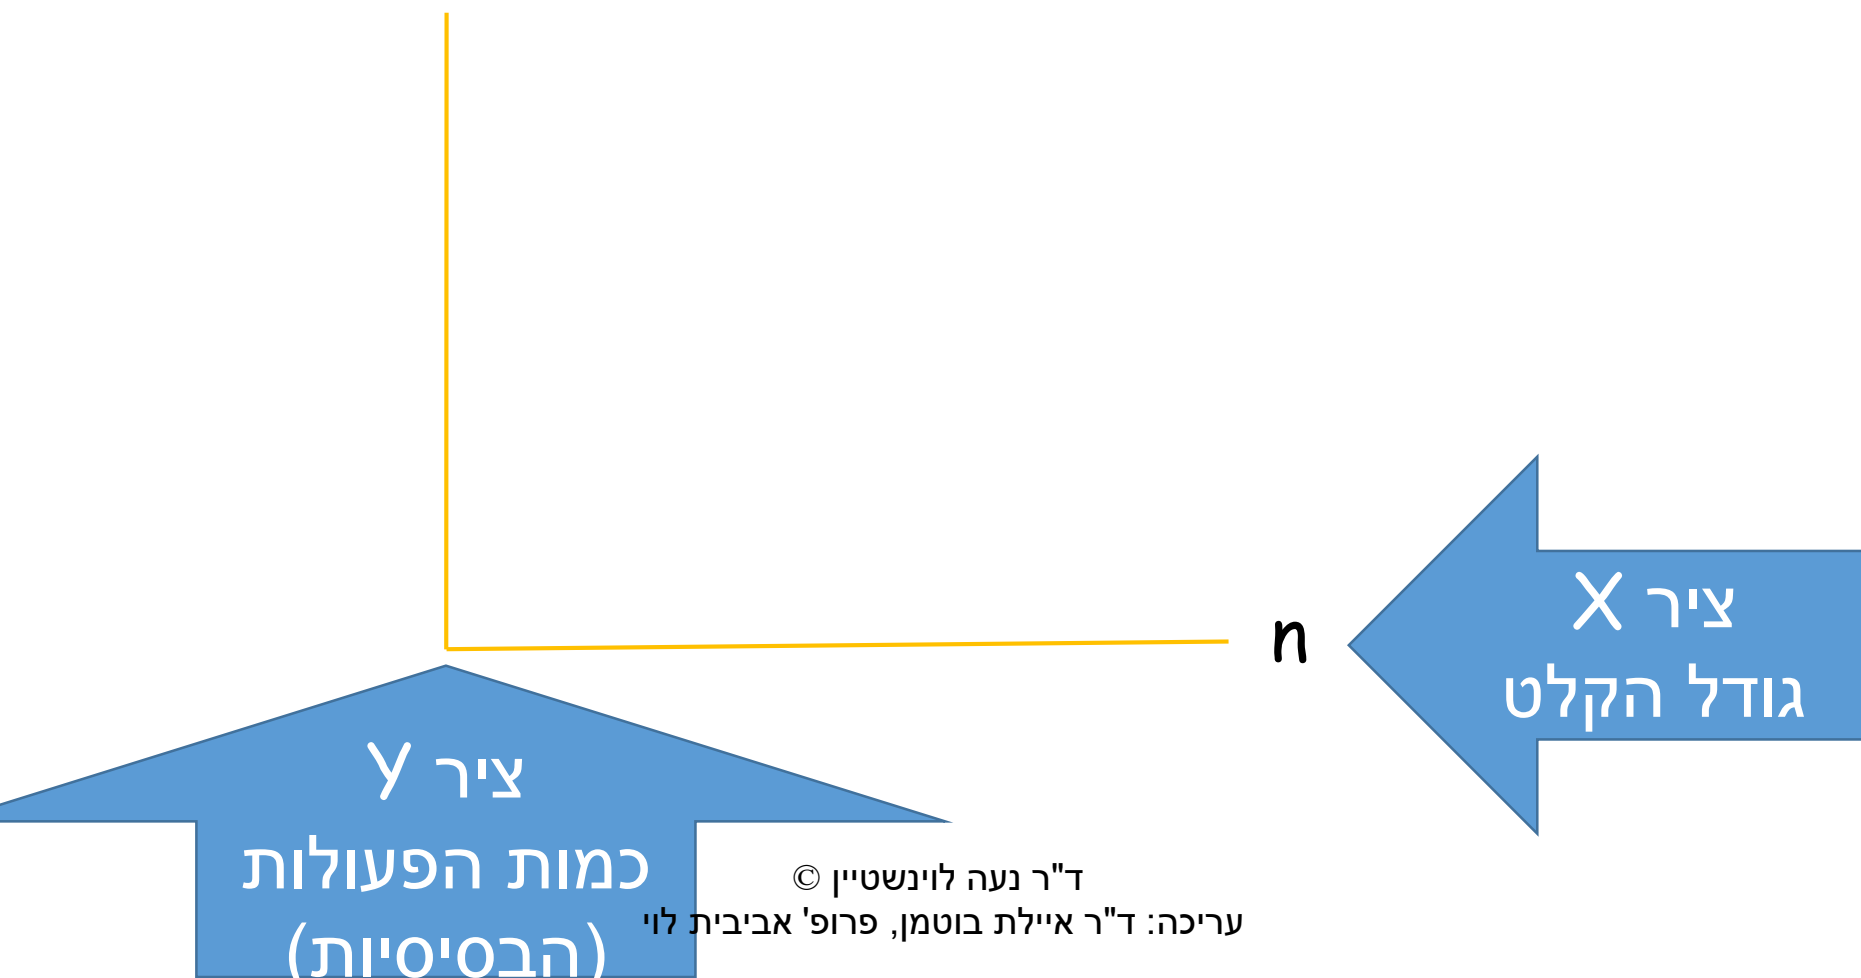 n
ציר X
גודל הקלט
ציר Y
כמות הפעולות
(הבסיסיות)
ד"ר נעה לוינשטיין ©
עריכה: ד"ר איילת בוטמן, פרופ' אביבית לוי